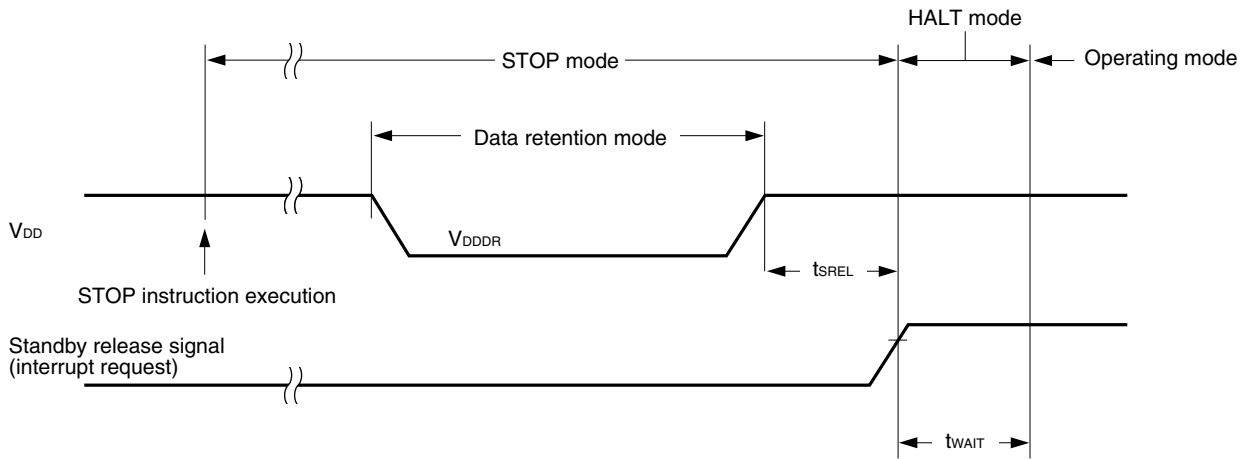 HALT mode
STOP mode
Operating mode
Data retention mode
VDD
VDDDR
tSREL
STOP instruction execution
Standby release signal
(interrupt request)
tWAIT